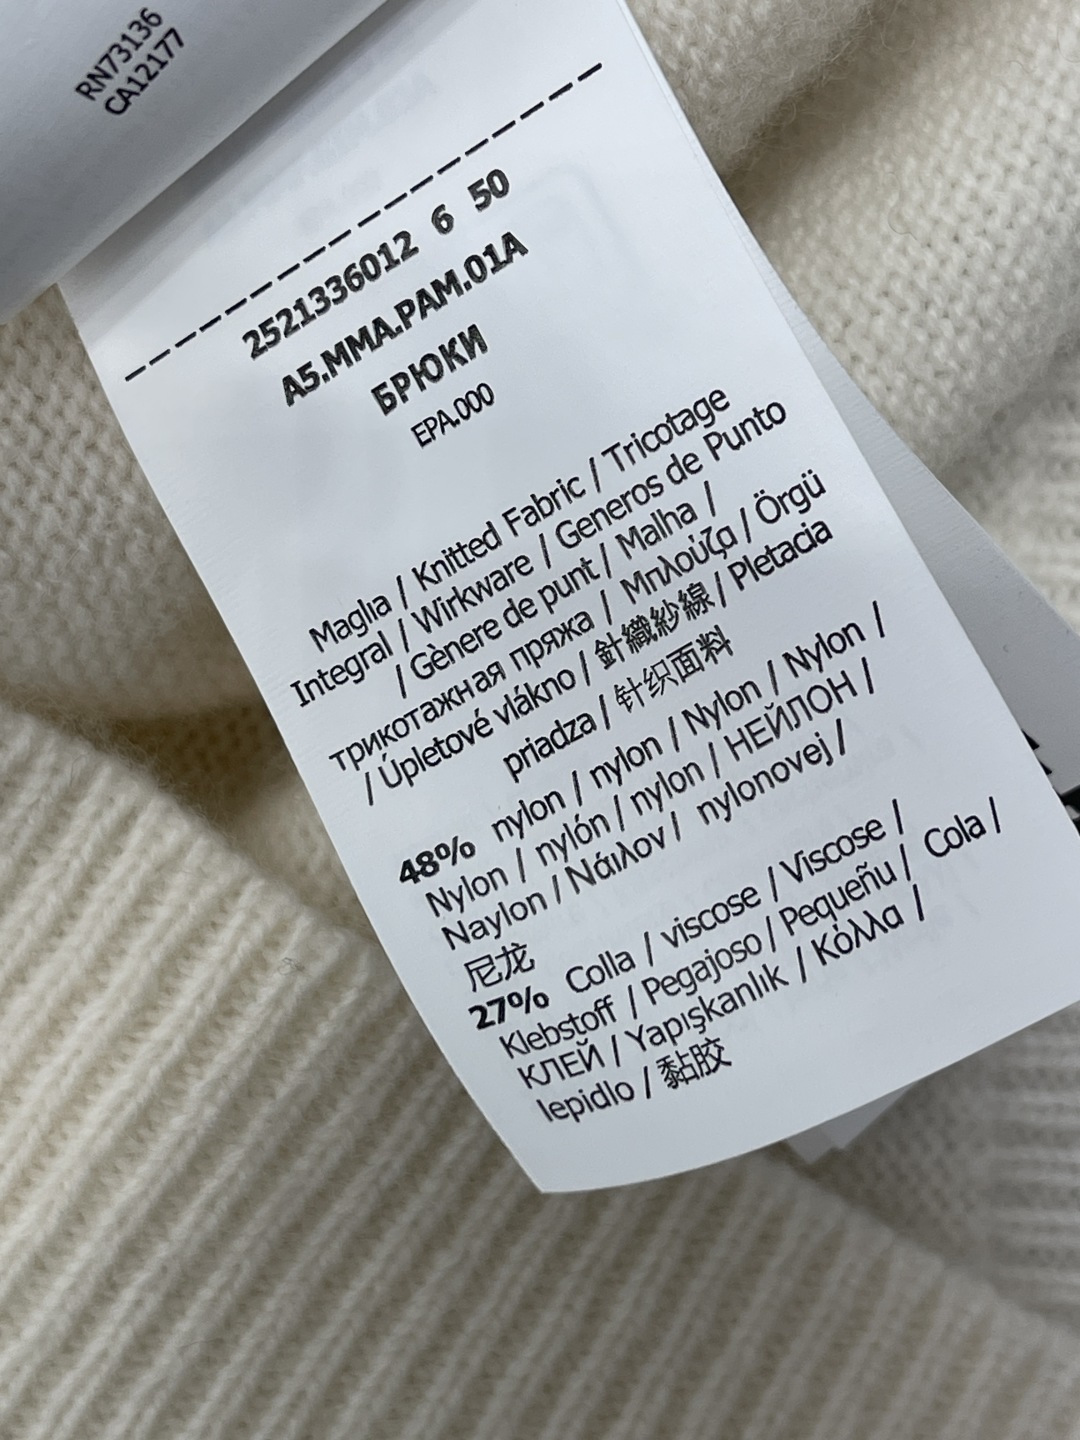 RN73136
CA12177
2521336012 6 50
A5.MMA.PAM.01A
БРЮКИ
EPA.000
Maglia / Knitted Fabric / Tricotage
Integral / Wirkware / Generos de Punto
/ Gènere de punt / Malha /
трикотажная пряжа / Μπλούζα / Örgü
/ Úpletové vlákno / 針織紗線 / Pletacia
priadza / 针织面料
48% nylon / nylon / Nylon / Nylon /
Nylon / nylón / nylon / НЕЙЛОН /
Naylon / Νάιλον / nylonovej /
尼龙
27% Colla / viscose / Viscose /
Klebstoff / Pegajoso / Pequeñu / Cola /
КЛЕЙ / Yapışkanlık / Κόλλα /
lepidlo / 黏胶